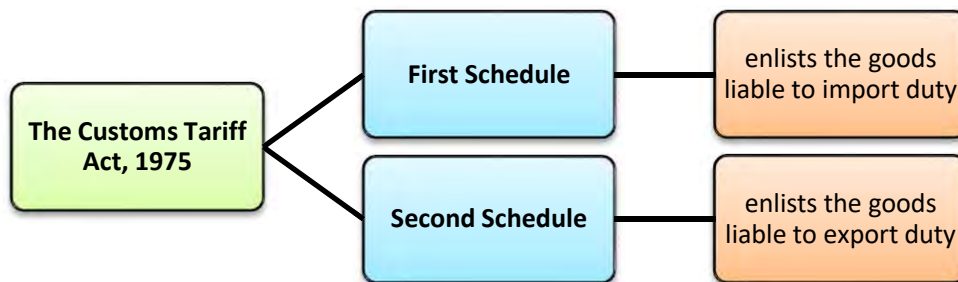 The Customs Tariff
Act, 1975
First Schedule
enlists the goods
liable to import duty
Second Schedule
enlists the goods
liable to export duty